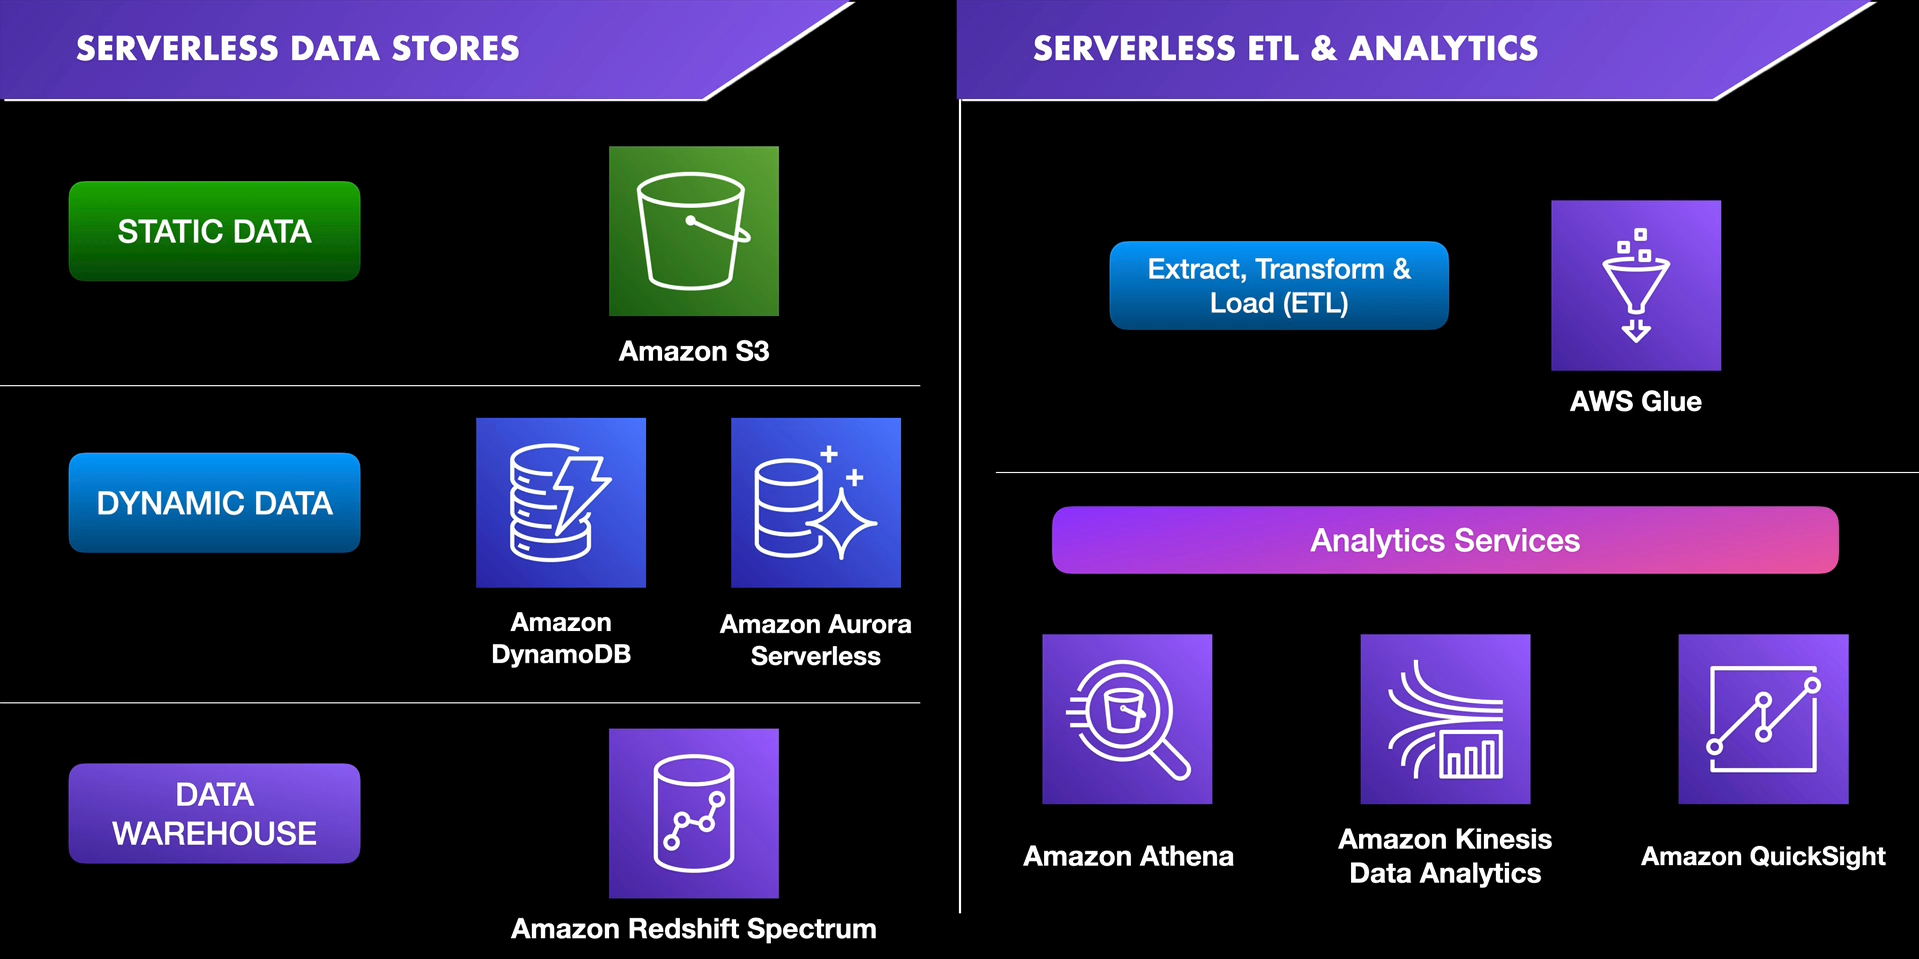 SERVERLESS DATA STORES
STATIC DATA
Amazon S3
DYNAMIC DATA
Amazon
DynamoDB
Amazon Aurora
Serverless
DATA
WAREHOUSE
Amazon Redshift Spectrum
SERVERLESS ETL & ANALYTICS
Extract, Transform &
Load (ETL)
AWS Glue
Analytics Services
Amazon Athena
Amazon Kinesis
Data Analytics
Amazon QuickSight